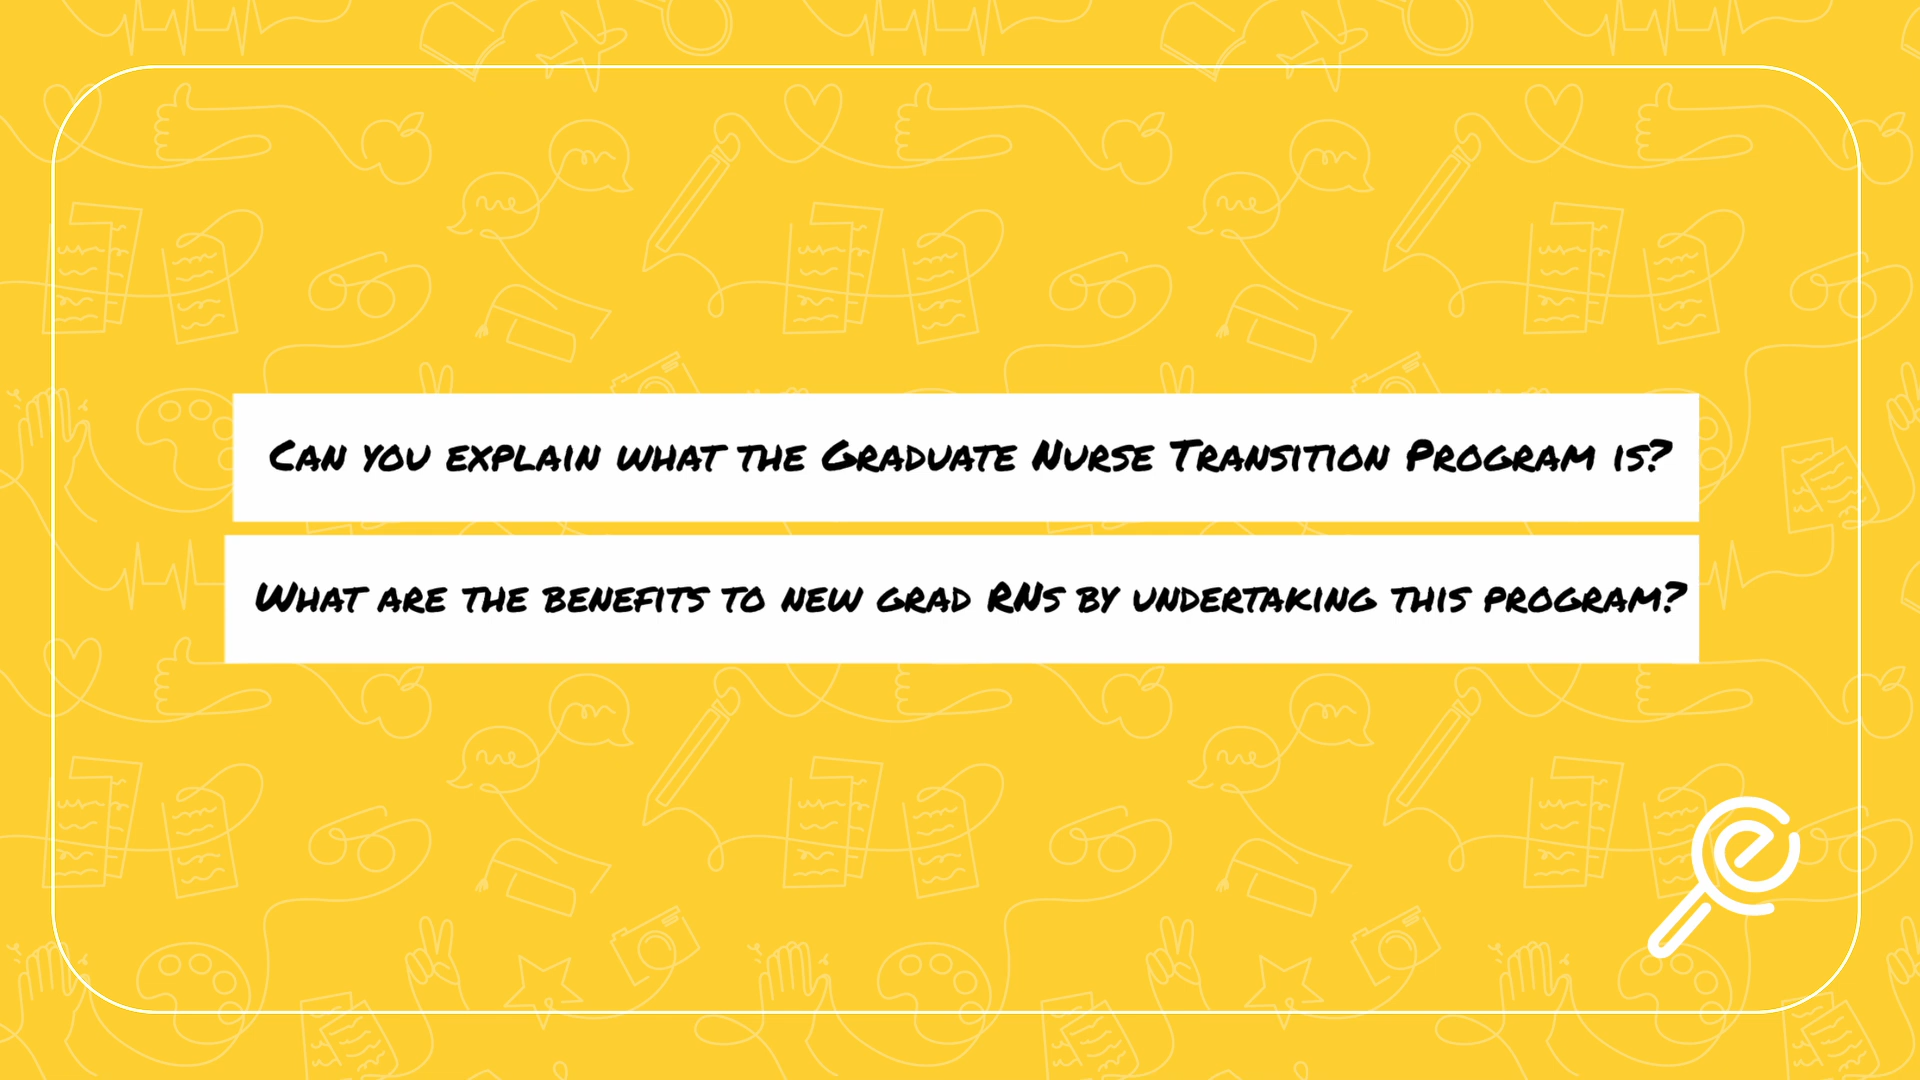 Can you explain what the Graduate Nurse Transition Program is?
What are the benefits to new grad RNs by undertaking this program?